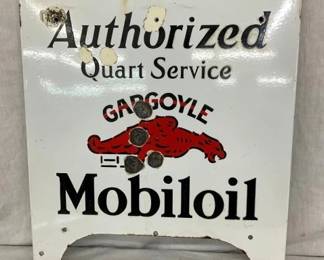 Authorized
Quart Service
GARGOYLE
Mobiloil